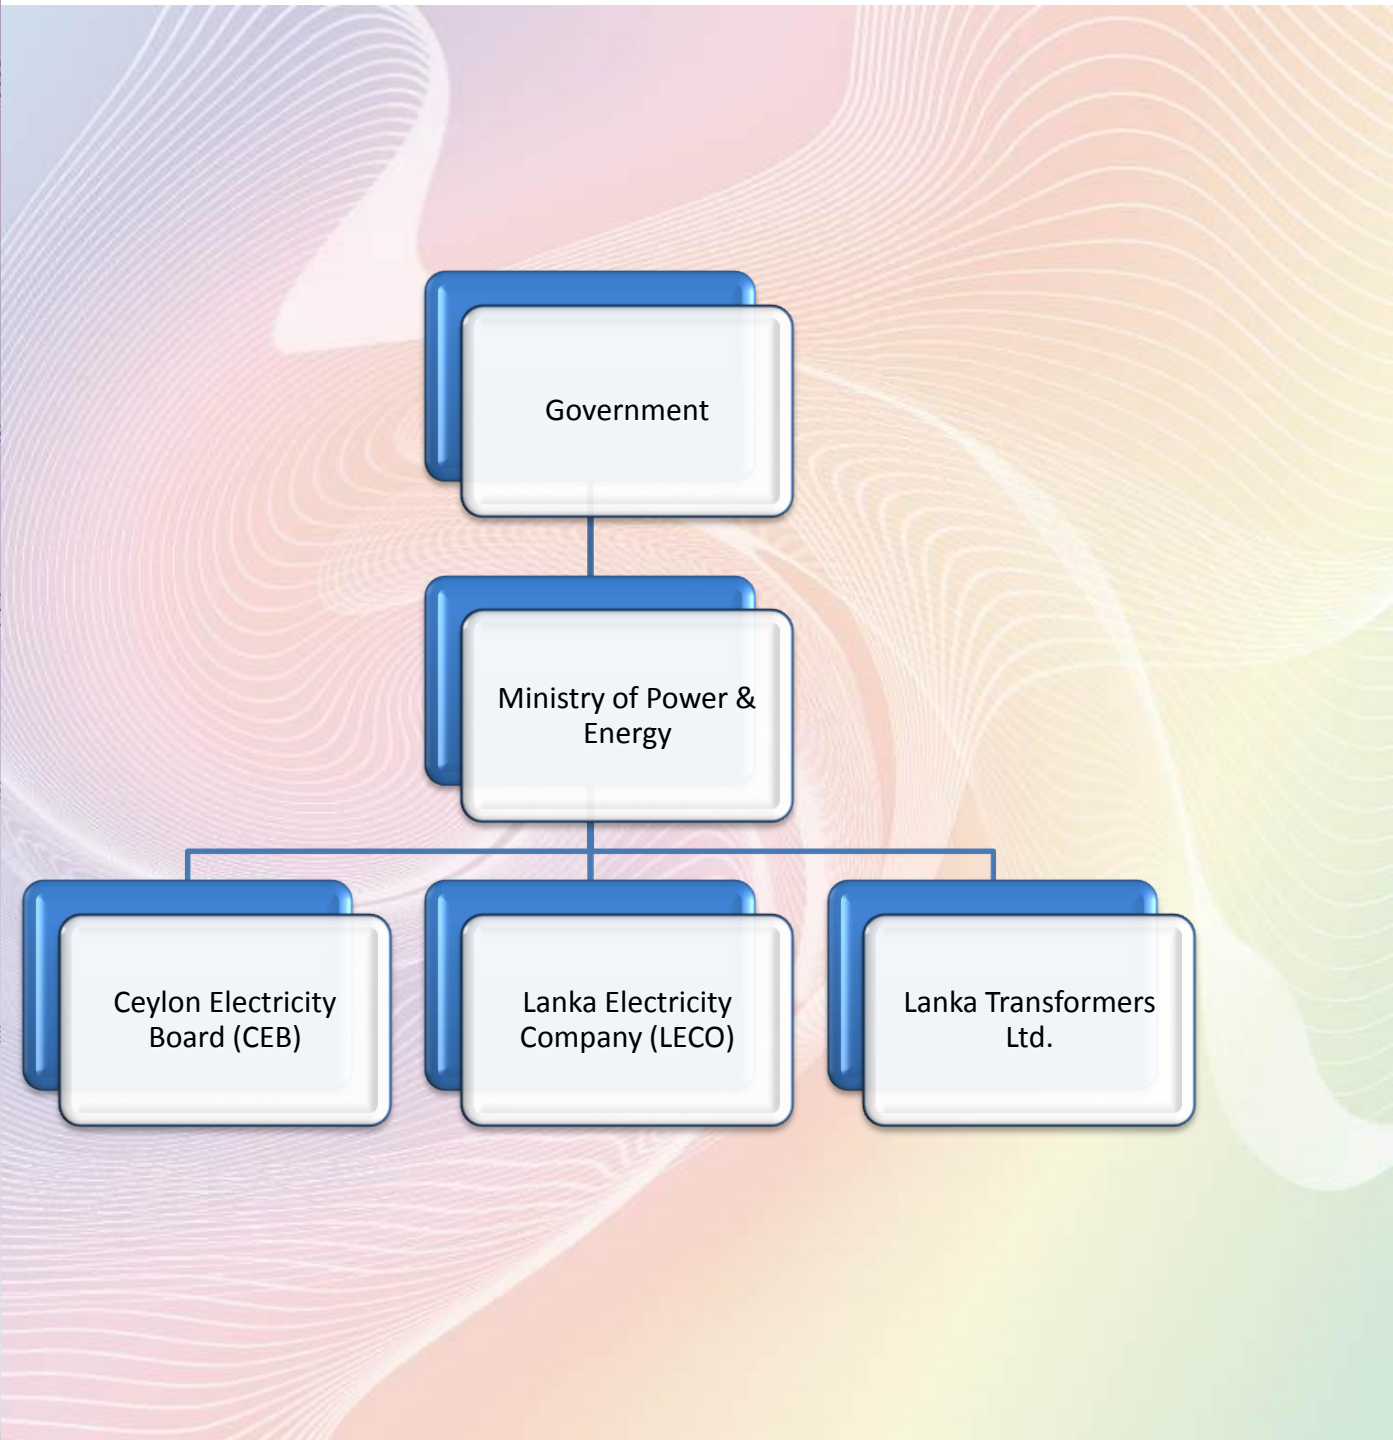 Government
Ministry of Power &
Energy
Ceylon Electricity
Board (CEB)
Lanka Electricity
Company (LECO)
Lanka Transformers
Ltd.